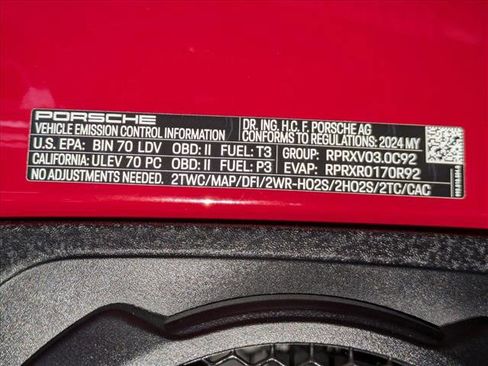 PORSCHE
VEHICLE EMISSION CONTROL INFORMATION
DR. ING. H.C. F. PORSCHE AG
CONFORMS TO REGULATIONS: 2024 MY
U.S. EPA: BIN 70 LDV OBD: II FUEL: T3 GROUP: RPRXV03.0C92
CALIFORNIA: ULEV 70 PC OBD: II FUEL: P3 EVAP: RPRXR0170R92
NO ADJUSTMENTS NEEDED. 2TWC/MAP/DFI/2WR-HO2S/2HO2S/2TC/CAC